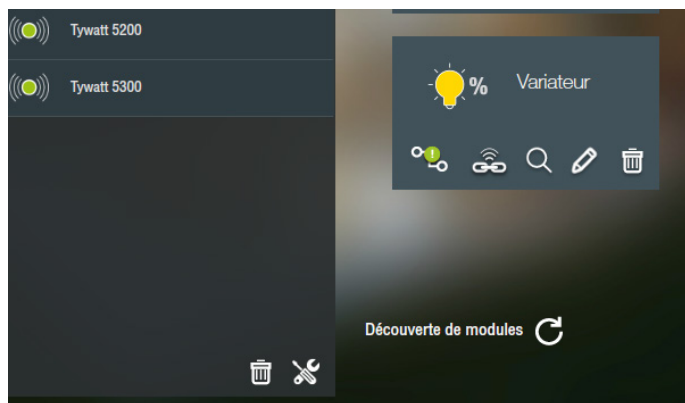 Tywatt 5200
Tywatt 5300
% Variateur
!
Découverte de modules